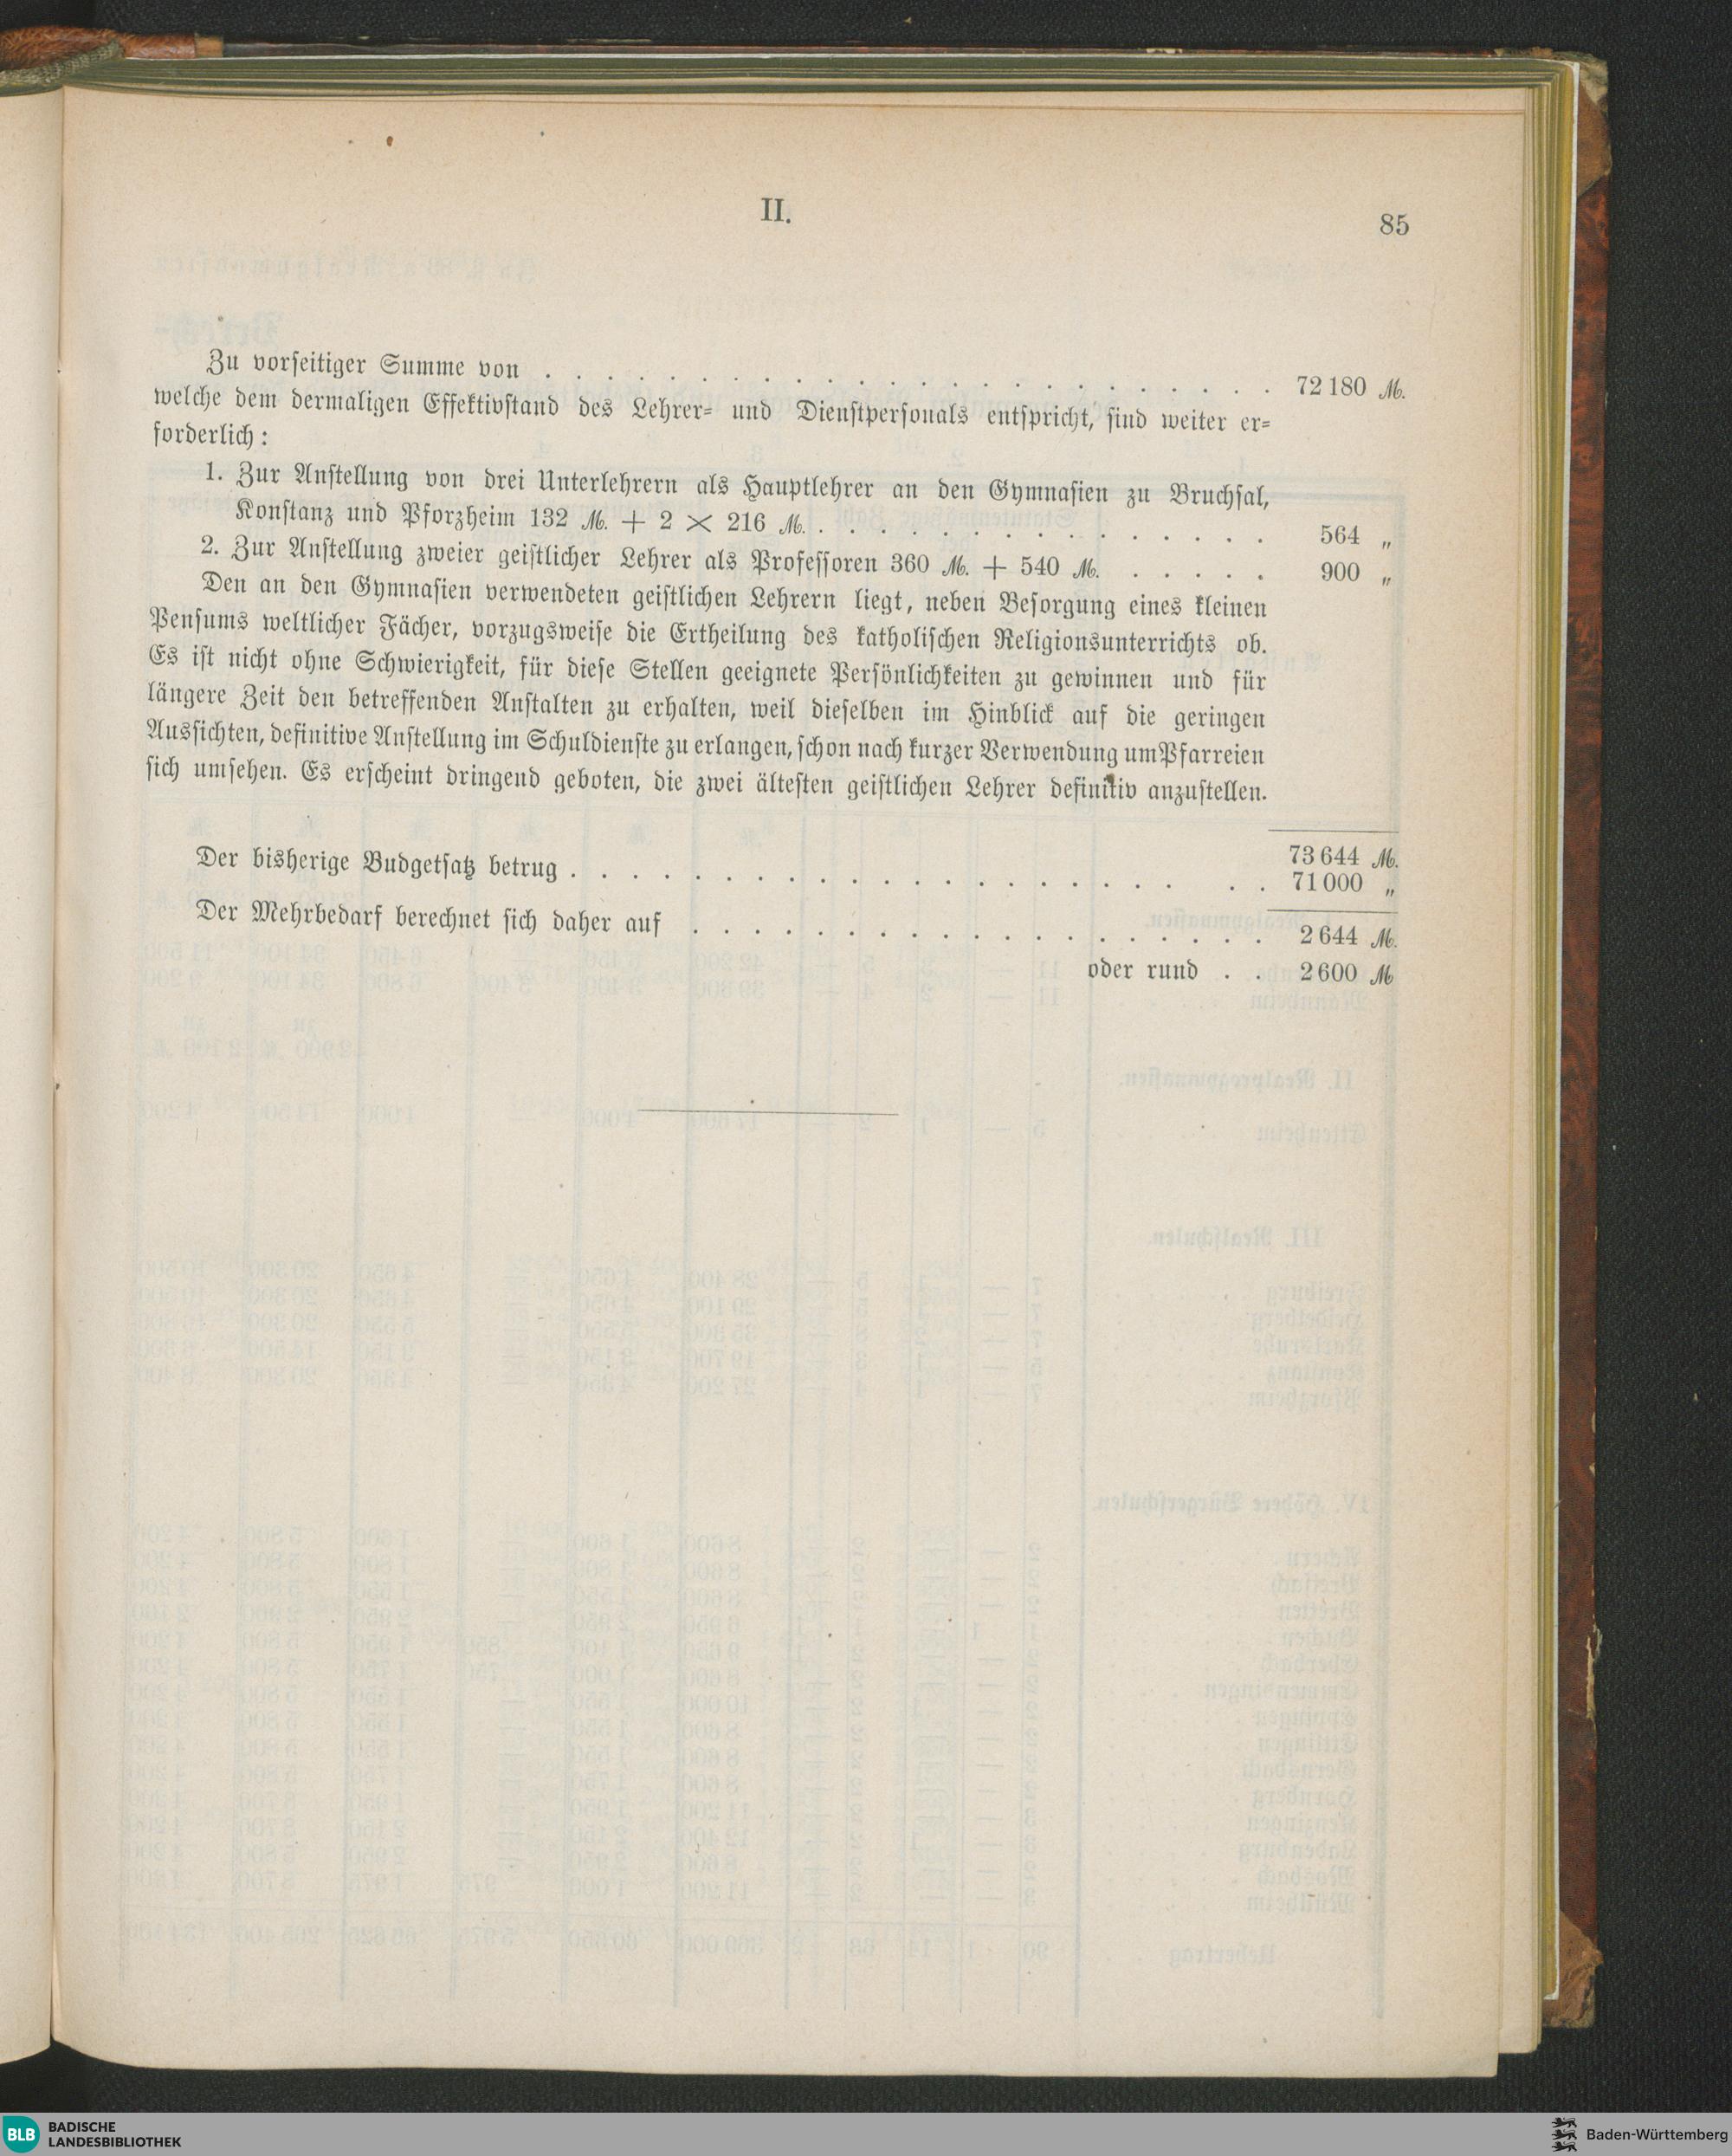 II.
85
Zu vorseitiger Summe von . . . . . . . . . . . . . . . . . . . . . . . . 72 180 ℳ.
welche dem dermaligen Effektivstand des Lehrer- und Dienstpersonals entspricht, sind weiter er-
forderlich:
1. Zur Anstellung von drei Unterlehrern als Hauptlehrer an den Gymnasien zu Bruchsal,
Konstanz und Pforzheim 132 ℳ. + 2 × 216 ℳ. . . . . . . . . . . . . . . . 564 „
2. Zur Anstellung zweier geistlicher Lehrer als Professoren 360 ℳ. + 540 ℳ. . . . . . 900 „
Den an den Gymnasien verwendeten geistlichen Lehrern liegt, neben Besorgung eines kleinen
Pensums weltlicher Fächer, vorzugsweise die Ertheilung des katholischen Religionsunterrichts ob.
Es ist nicht ohne Schwierigkeit, für diese Stellen geeignete Persönlichkeiten zu gewinnen und für
längere Zeit den betreffenden Anstalten zu erhalten, weil dieselben im Hinblick auf die geringen
Aussichten, definitive Anstellung im Schuldienste zu erlangen, schon nach kurzer Verwendung um Pfarreien
sich umsehen. Es erscheint dringend geboten, die zwei ältesten geistlichen Lehrer definitiv anzustellen.
73 644 ℳ.
Der bisherige Budgetsatz betrug . . . . . . . . . . . . . . . . . . . . . . 71 000 „
Der Mehrbedarf berechnet sich daher auf . . . . . . . . . . . . . . . . . . . 2 644 ℳ.
oder rund . . 2 600 ℳ
BLB BADISCHE
LANDESBIBLIOTHEK
Baden-Württemberg